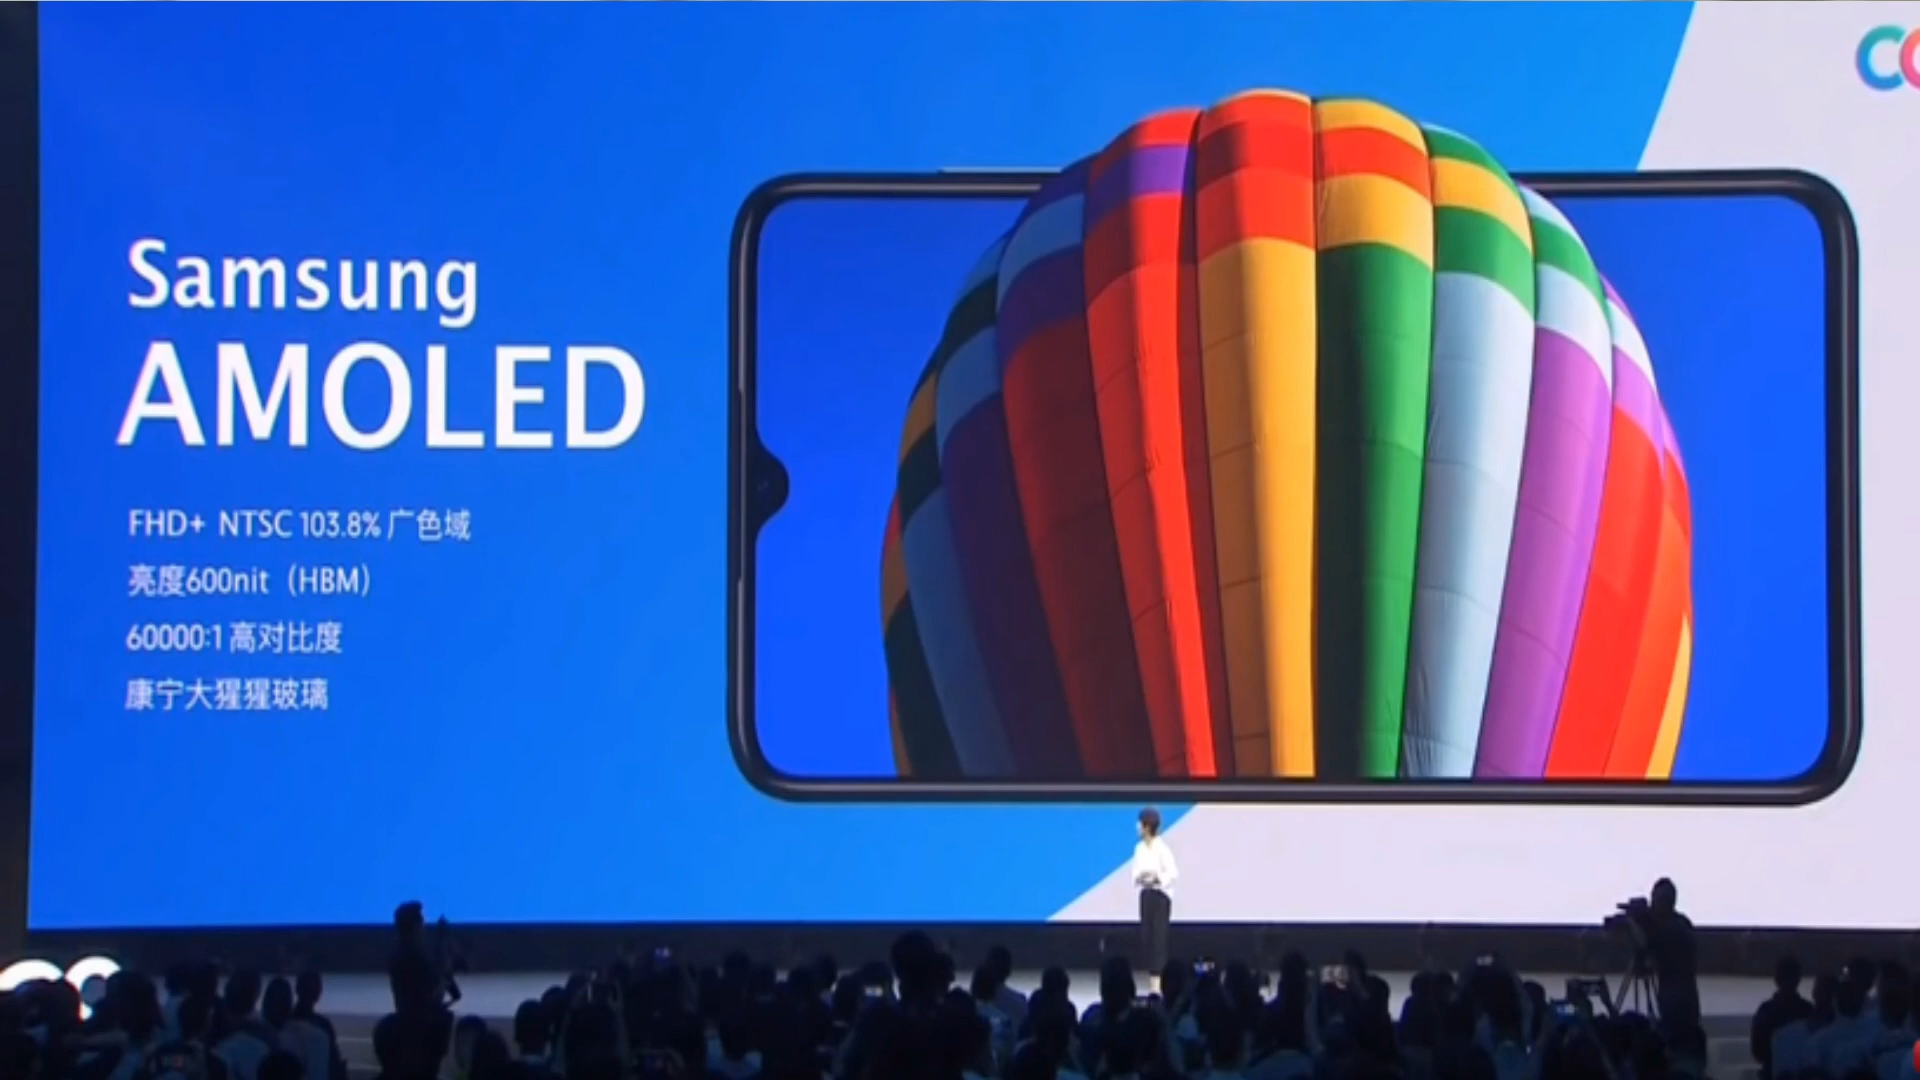 Samsung
AMOLED
FHD+ NTSC 103.8% 广色域
亮度600nit（HBM）
60000:1 高对比度
康宁大猩猩玻璃
CC